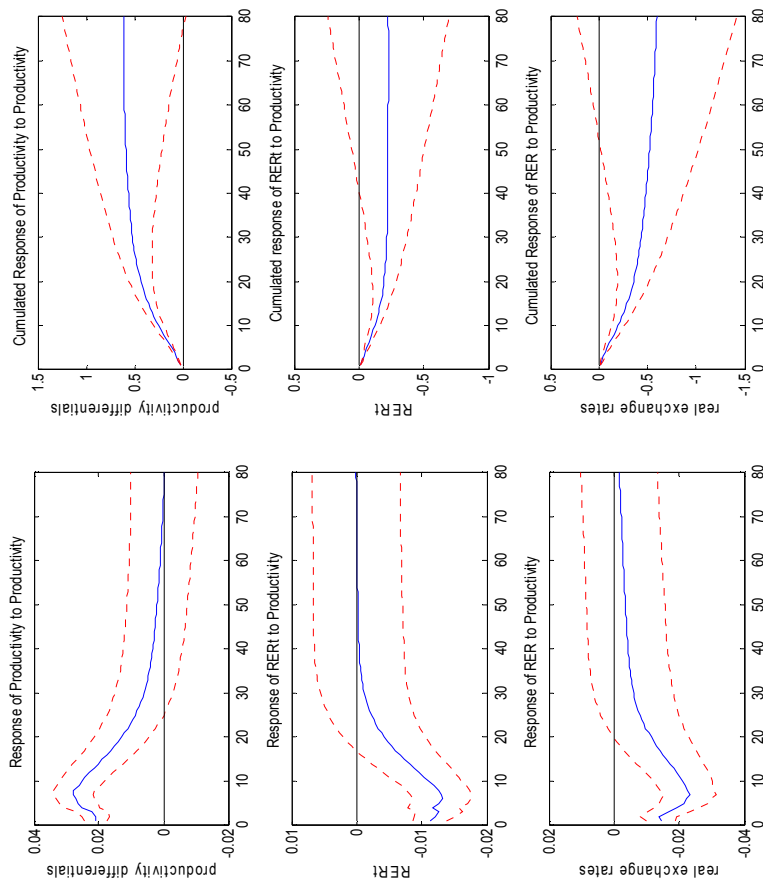 Response of Productivity to Productivity
0.04
0.02
0
-0.02
productivity differentials
0 10 20 30 40 50 60 70 80
Cumulated Response of Productivity to Productivity
1.5
1
0.5
0
-0.5
productivity differentials
0 10 20 30 40 50 60 70 80
Response of RERt to Productivity
0.01
0
-0.01
-0.02
RERt
0 10 20 30 40 50 60 70 80
Cumulated response of RERt to Productivity
0.5
0
-0.5
-1
RERt
0 10 20 30 40 50 60 70 80
Response of RER to Productivity
0.02
0
-0.02
-0.04
real exchange rates
0 10 20 30 40 50 60 70 80
Cumulated Response of RER to Productivity
0.5
0
-0.5
-1
-1.5
real exchange rates
0 10 20 30 40 50 60 70 80